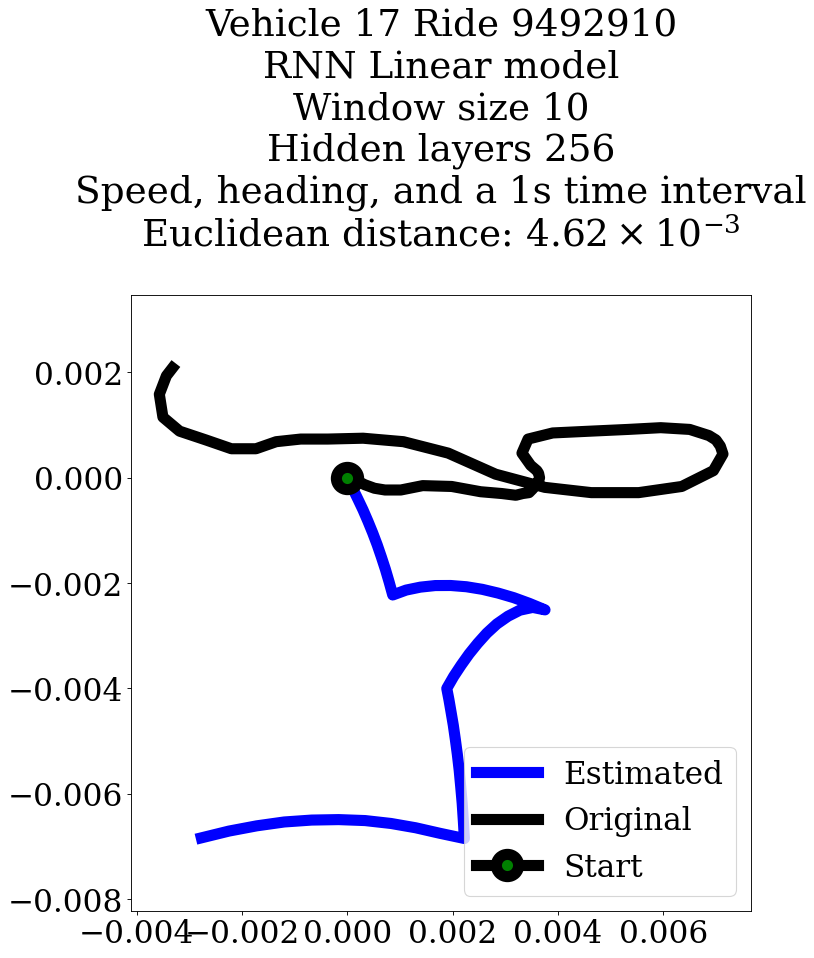 Vehicle 17 Ride 9492910
RNN Linear model
Window size 10
Hidden layers 256
Speed, heading, and a 1s time interval
Euclidean distance: 4.62 × 10⁻³
0.002
0.000
−0.002
−0.004
−0.006
−0.008
Estimated
Original
Start
−0.004 −0.002 0.000 0.002 0.004 0.006